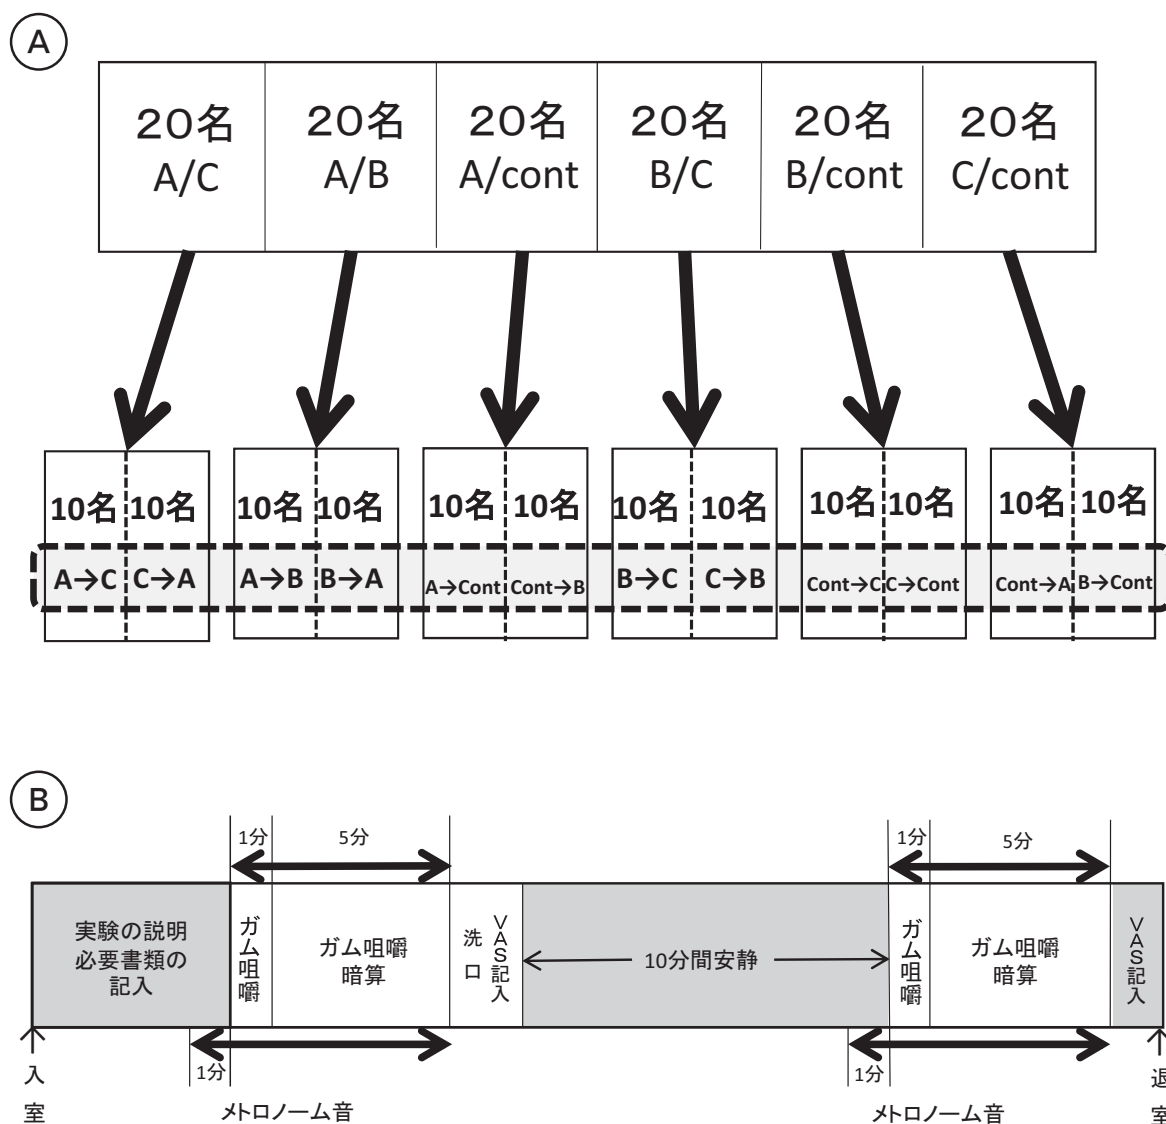 A
20名 20名 20名 20名 20名 20名
A/C A/B A/cont B/C B/cont C/cont
10名 10名 10名 10名 10名 10名 10名 10名 10名 10名 10名 10名
A→C C→A A→B B→A A→Cont Cont→B B→C C→B Cont→C C→Cont Cont→A B→Cont
B
1分 5分 1分 5分
実験の説明
必要書類の
記入
ガム咀嚼
ガム咀嚼
暗算
洗口
VAS記入
10分間安静
ガム咀嚼
ガム咀嚼
暗算
VAS記入
1分 1分
入室
メトロノーム音
メトロノーム音
退室